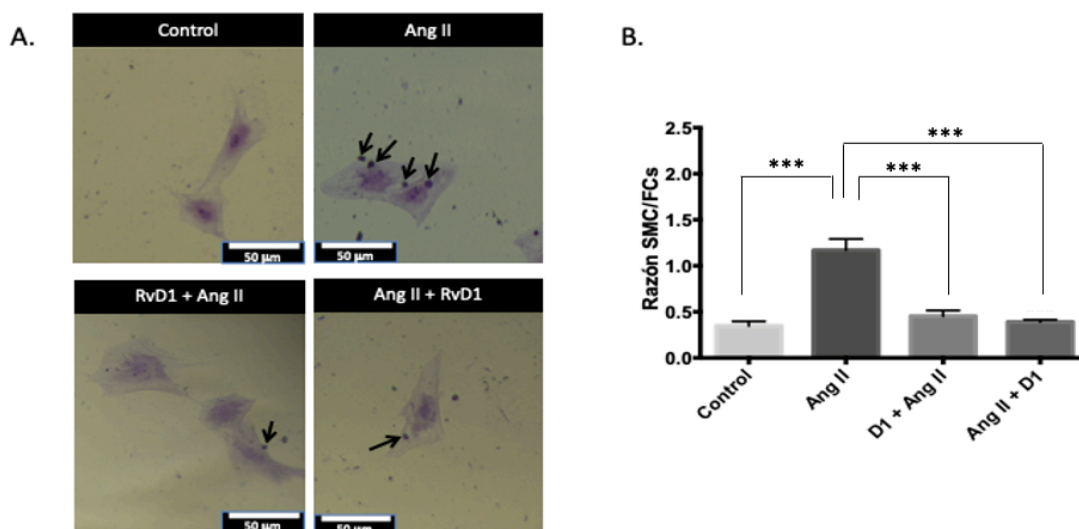 A.
Control
Ang II
50 µm
50 µm
RvD1 + Ang II
Ang II + RvD1
50 µm
50 µm
B.
Razón SMC/FCs
2.5
2.0
1.5
1.0
0.5
0.0
***
***
***
Control
Ang II
D1 + Ang II
Ang II + D1